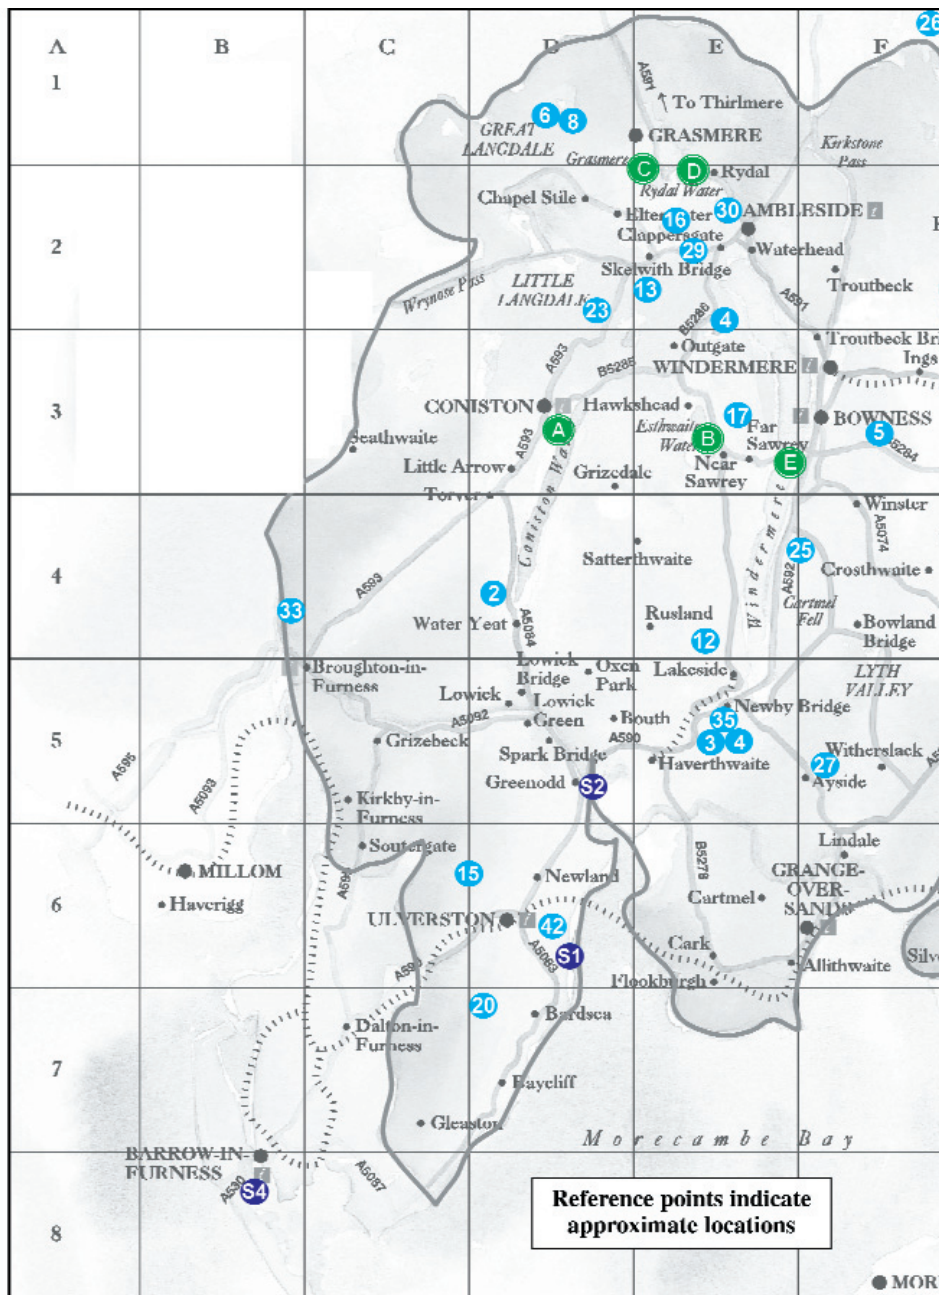 A B C D E F
26
1
A591
To Thirlmere
6 8
GREAT
LANGDALE
GRASMERE
Kirkstone
Pass
Grasmere
C D
Rydal
Rydal Water
Chapel Stile
30
AMBLESIDE i
Elterwater
16
Clappersgate
2
29
Waterhead
Skelwith Bridge
Wrynose Pass
LITTLE
LANGDALE
13
Troutbeck
23
B5286
4
A591
Outgate
Troutbeck Bri
A593
B5285
WINDERMERE i
Ings
3
CONISTON i
Hawkshead
17
i BOWNESS
A
Esthwaite
Water
B
Far
Sawrey
5
B5284
Seathwaite
A593
Little Arrow
Near
Sawrey
E
Grizedale
Torver
Coniston Wa
Winster
A5074
Satterthwaite
25
4
A593
Windermere
A592
Crosthwaite
2
33
Cartmel
Fell
Water Yeat
A5084
Rusland
12
Bowland
Bridge
Broughton-in-
Furness
Lowick
Bridge
Oxen
Park
Lakeside
LYTH
VALLEY
Lowick
Lowick
Green
Newby Bridge
A5092
Bouth
35
5
Grizebeck
A590
3 4
Spark Bridge
Witherslack
A595
A5093
Haverthwaite
27
Ayside
Greenodd
S2
Kirkby-in-
Furness
Soutergate
B5278
Lindale
MILLOM
15
Newland
GRANGE-
OVER-
SANDS i
6
Haverigg
Cartmel
ULVERSTON i
42
S1
Cark
Silv
Allithwaite
Flookburgh
20
Bardsea
Dalton-in-
Furness
7
Baycliff
Gleaston
Morecambe Bay
BARROW-IN-
FURNESS i
S4
A5087
Reference points indicate
approximate locations
8
MOR